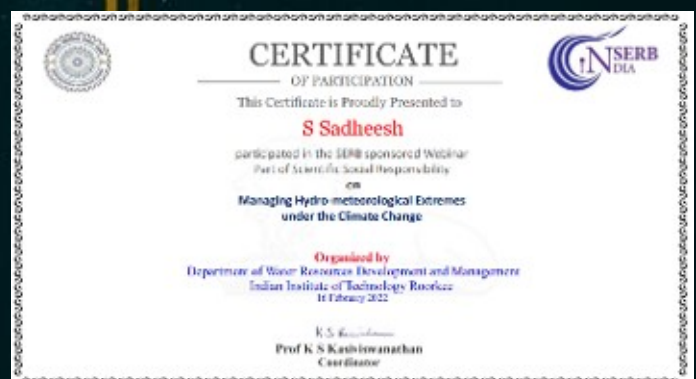 CERTIFICATE
OF PARTICIPATION
This Certificate is Proudly Presented to
S Sadheesh
participated in the SERB sponsored Webinar
Part of Scientific Social Responsibility
on
Managing Hydro-meteorological Extremes
under the Climate Change
Organized by
Department of Water Resources Development and Management
Indian Institute of Technology Roorkee
16 February 2022
Prof K S Kasiviswanathan
Coordinator
SERB
INDIA